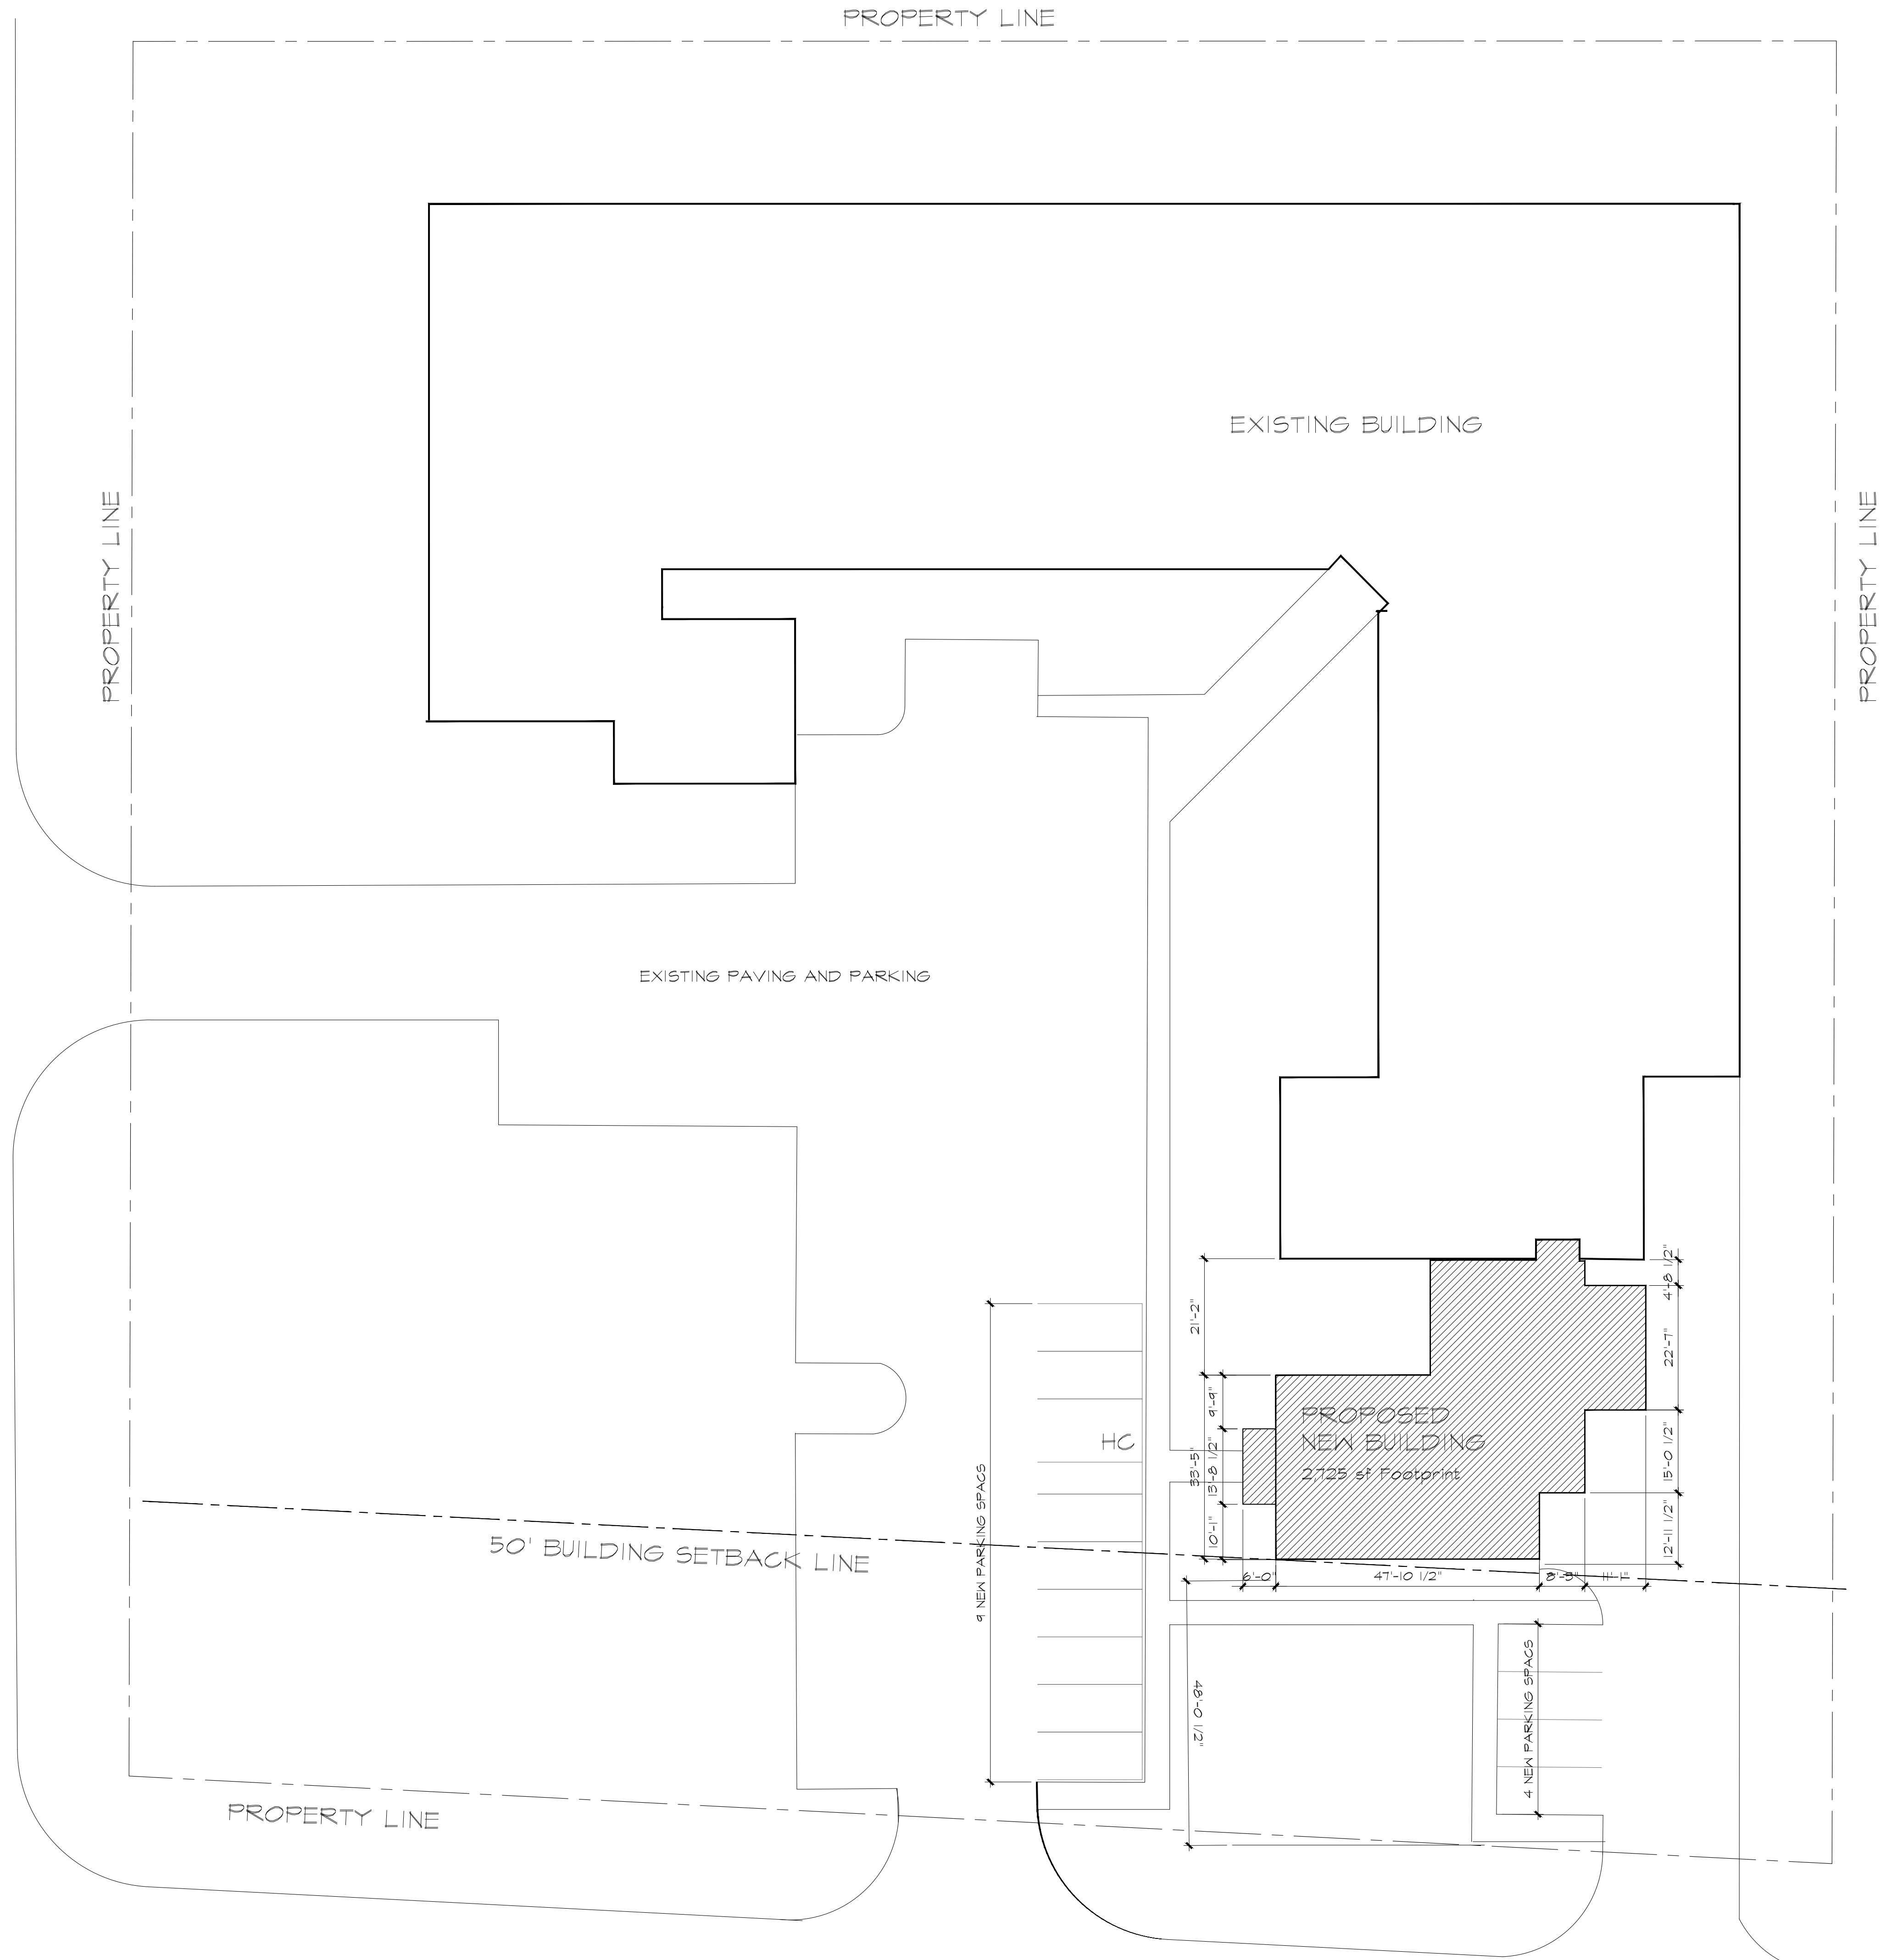 PROPERTY LINE
EXISTING BUILDING
PROPERTY LINE
PROPERTY LINE
EXISTING PAVING AND PARKING
4'-8 1/2"
21'-2"
22'-7"
9'-9"
PROPOSED
NEW BUILDING
2,725 sf Footprint
HC
33'-5"
13'-8 1/2"
15'-0 1/2"
9 NEW PARKING SPACS
10'-1"
12'-11 1/2"
50' BUILDING SETBACK LINE
6'-0"
47'-10 1/2"
8'-3"
11'-1"
48'-0 1/2"
4 NEW PARKING SPACS
PROPERTY LINE